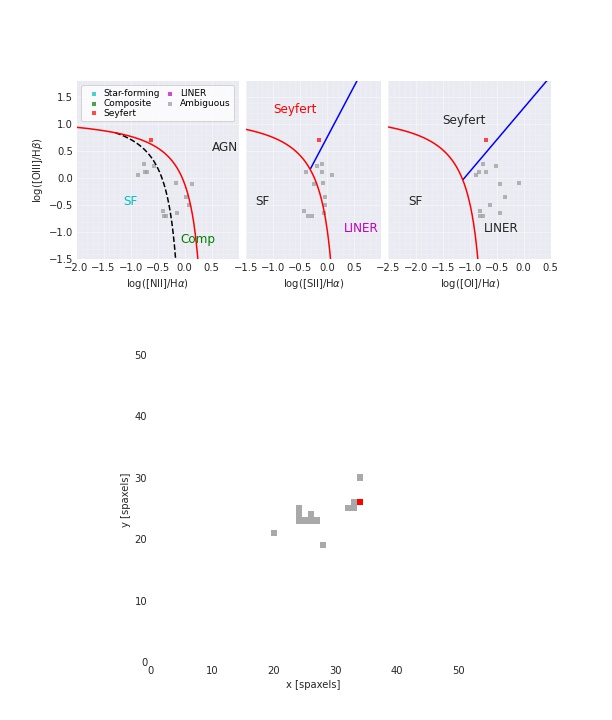 1.5
1.0
0.5
0.0
−0.5
−1.0
−1.5
log([OIII]/Hβ)
Star-forming
Composite
Seyfert
LINER
Ambiguous
AGN
SF
Comp
Seyfert
SF
LINER
Seyfert
SF
LINER
−2.0 −1.5 −1.0 −0.5 0.0 0.5
−1.5 −1.0 −0.5 0.0 0.5
−2.5 −2.0 −1.5 −1.0 −0.5 0.0 0.5
log([NII]/Hα)
log([SII]/Hα)
log([OI]/Hα)
50
40
30
20
10
0
y [spaxels]
0 10 20 30 40 50
x [spaxels]